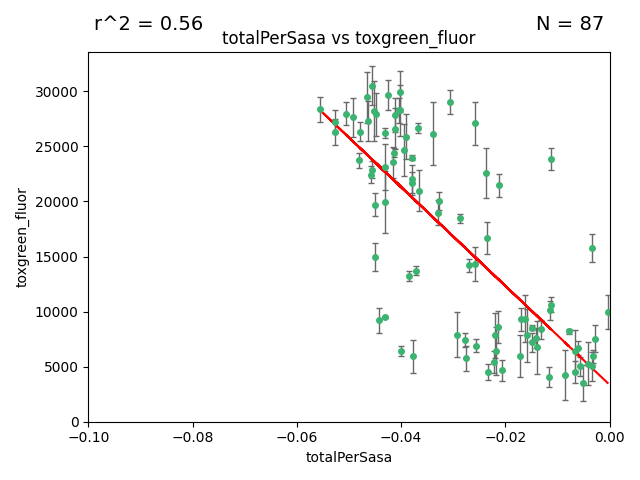 r^2 = 0.56
N = 87
totalPerSasa vs toxgreen_fluor
toxgreen_fluor
30000
25000
20000
15000
10000
5000
0
−0.10
−0.08
−0.06
−0.04
−0.02
0.00
totalPerSasa